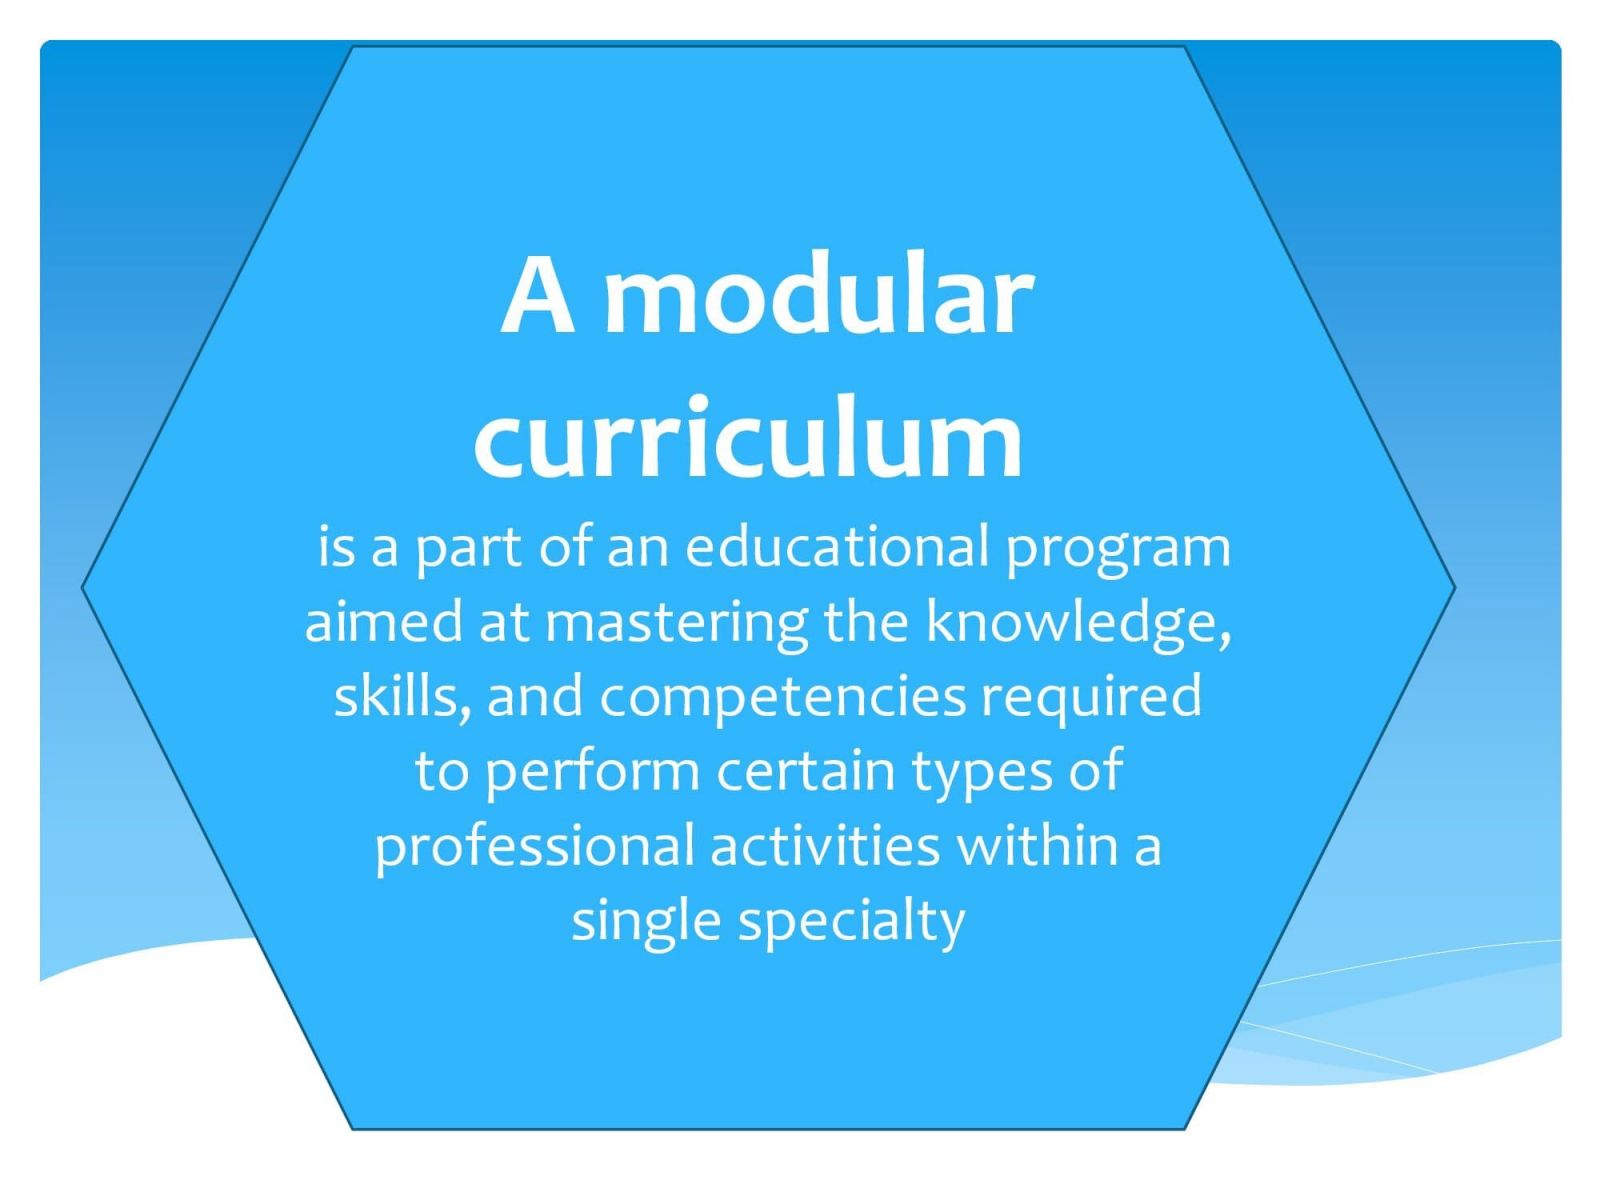 A modular
curriculum
is a part of an educational program
aimed at mastering the knowledge,
skills, and competencies required
to perform certain types of
professional activities within a
single specialty